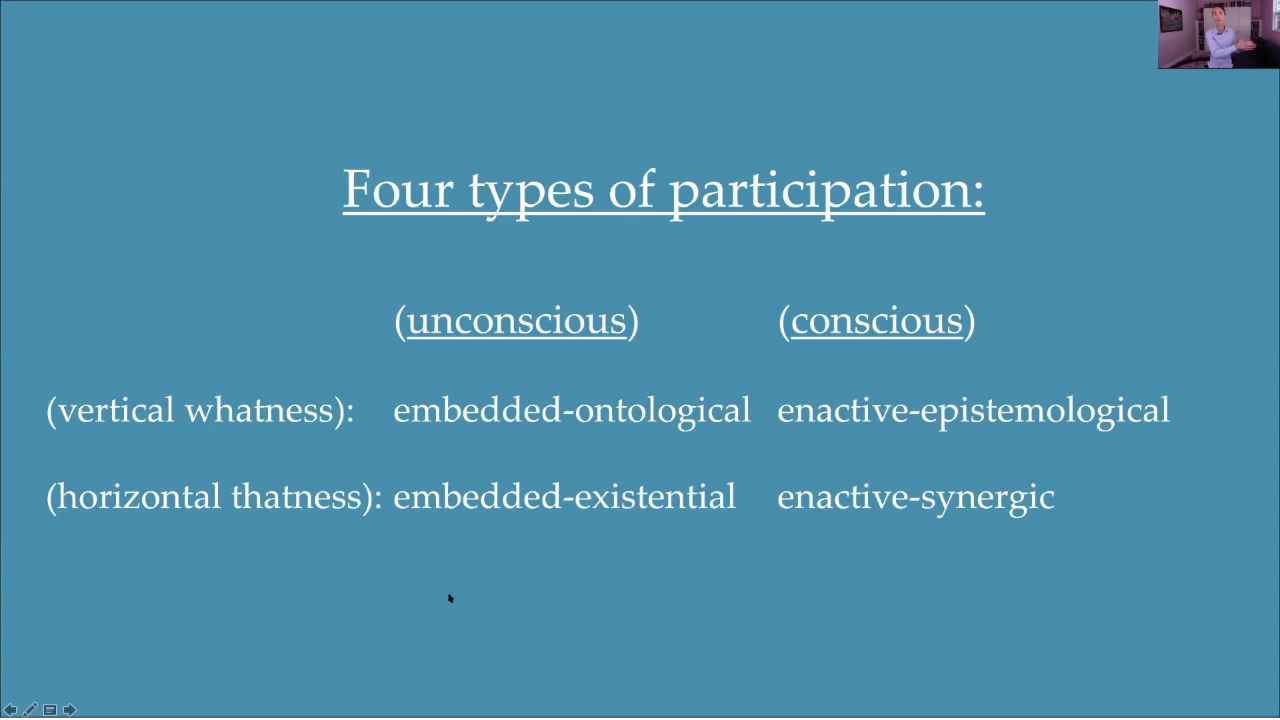 Four types of participation:
(unconscious) (conscious)
(vertical whatness): embedded-ontological enactive-epistemological
(horizontal thatness): embedded-existential enactive-synergic